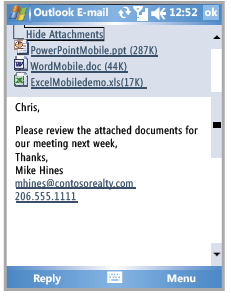 Outlook E-mail 12:52 ok
Hide Attachments
PowerPointMobile.ppt (287K)
WordMobile.doc (44K)
ExcelMobiledemo.xls(17K)
Chris,
Please review the attached documents for
our meeting next week,
Thanks,
Mike Hines
mhines@contosorealty.com
206.555.1111
Reply Menu